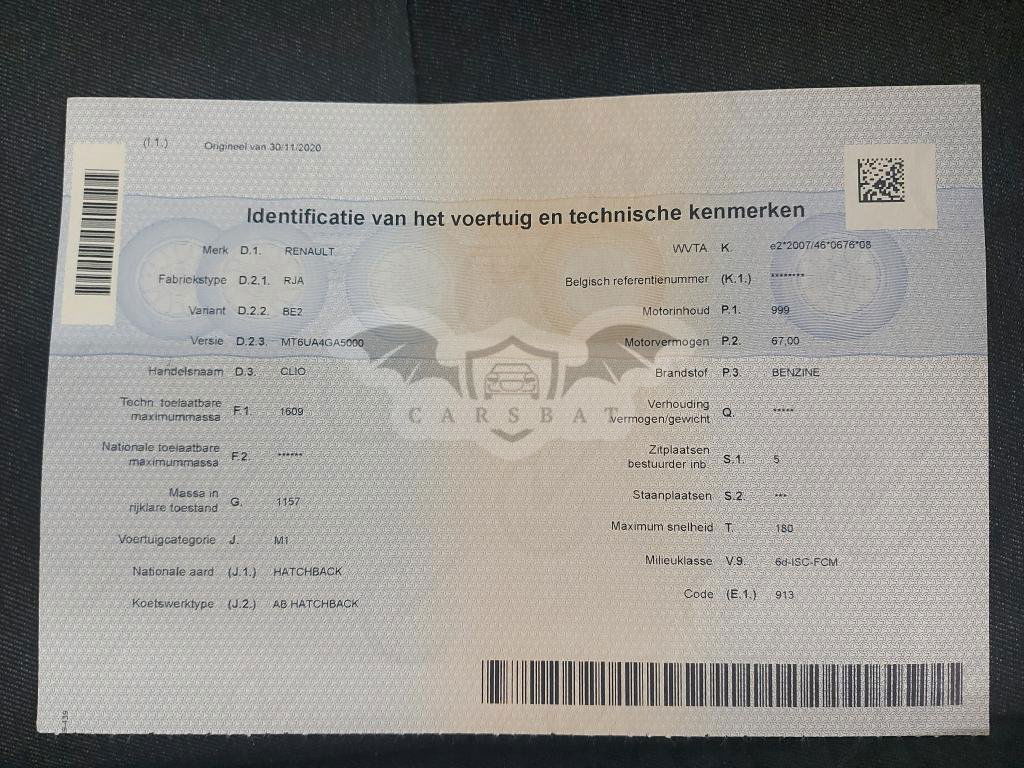 (I.1.) Origineel van 30/11/2020
Identificatie van het voertuig en technische kenmerken
Merk D.1. RENAULT
Fabriekstype D.2.1. RJA
Variant D.2.2. BE2
Versie D.2.3. MT6UA4GA5000
Handelsnaam D.3. CLIO
Techn. toelaatbare
maximummassa F.1. 1609
Nationale toelaatbare
maximummassa F.2. ******
Massa in
rijklare toestand G. 1157
Voertuigcategorie J. M1
Nationale aard (J.1.) HATCHBACK
Koetswerktype (J.2.) AB HATCHBACK
WVTA K. e2*2007/46*0676*08
Belgisch referentienummer (K.1.) ********
Motorinhoud P.1. 999
Motorvermogen P.2. 67,00
Brandstof P.3. BENZINE
Verhouding
vermogen/gewicht Q. *****
Zitplaatsen
bestuurder inb. S.1. 5
Staanplaatsen S.2. ***
Maximum snelheid T. 180
Milieuklasse V.9. 6d-ISC-FCM
Code (E.1.) 913
CARSBAT